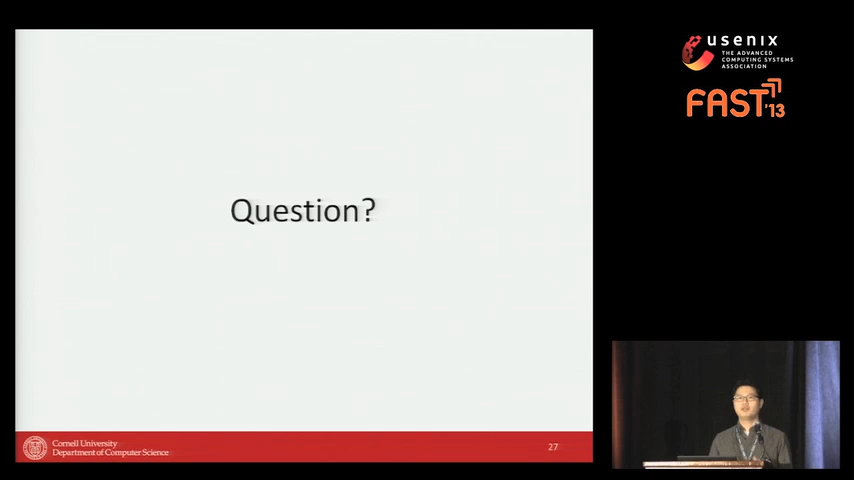 usenix
THE ADVANCED
COMPUTING SYSTEMS
ASSOCIATION
FAST'13
Question?
Cornell University
Department of Computer Science
27